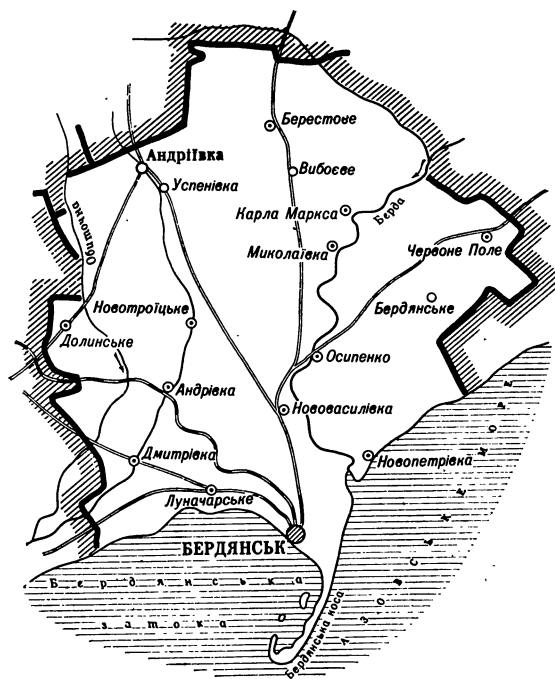 Берестове
АНДРІЇВКА
Вибоєве
Успенівка
Карла Маркса
Берда
Обиточна
Миколаївка
Червоне Поле
Новотроїцьке
Бердянське
Долинське
Осипенко
Андрівка
Нововасилівка
Дмитрівка
Новопетрівка
Луначарське
БЕРДЯНСЬК
Бердянська
затока
Бердянська коса
АЗОВСЬКЕ МОРЕ